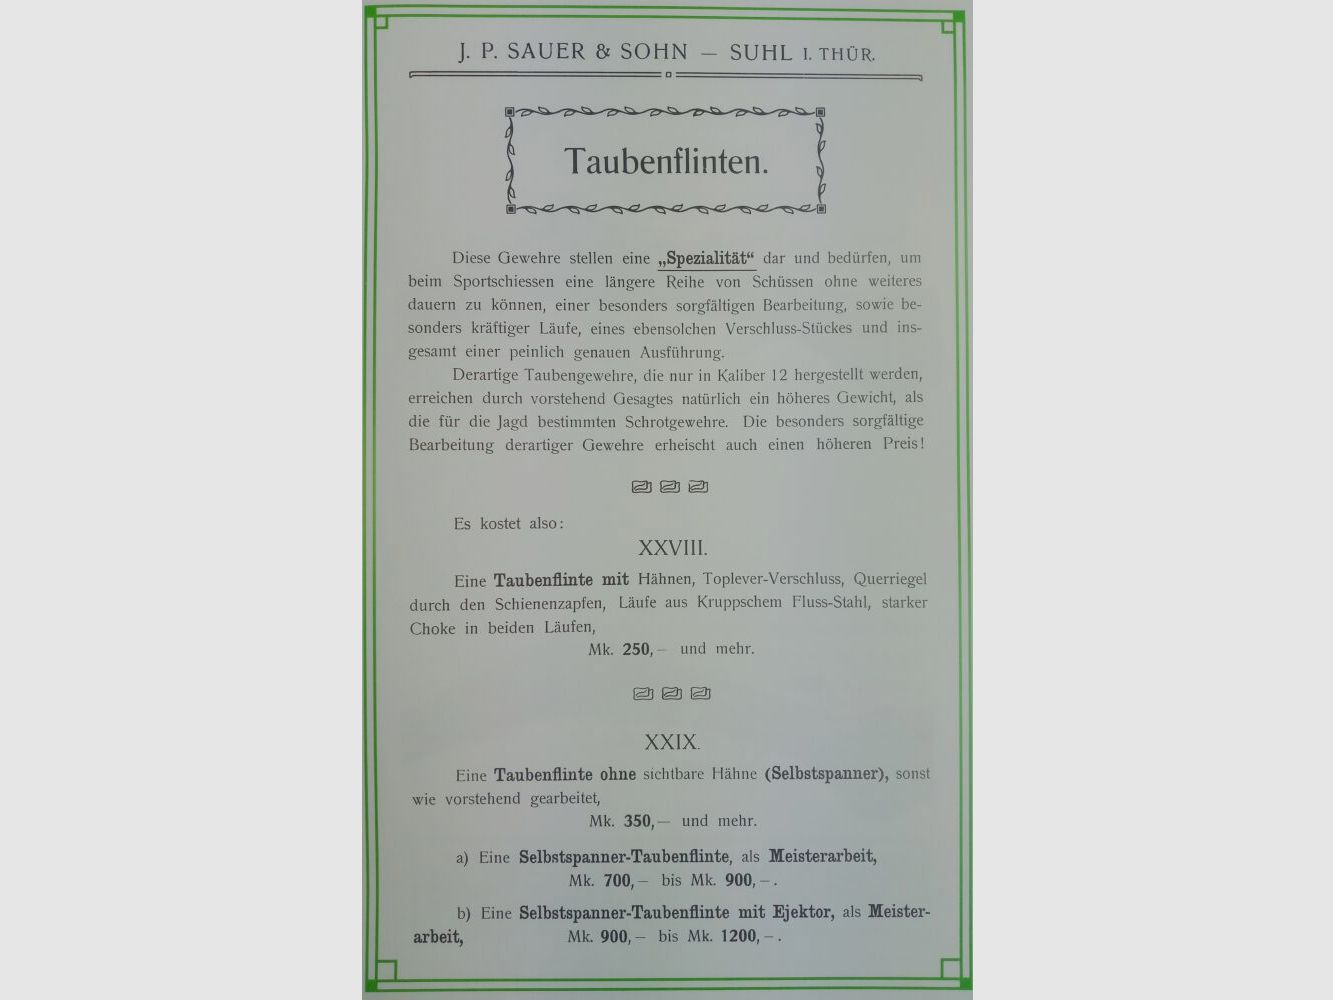 J. P. SAUER & SOHN — SUHL I. THÜR.
Taubenflinten.
Diese Gewehre stellen eine „Spezialität“ dar und bedürfen, um
beim Sportschiessen eine längere Reihe von Schüssen ohne weiteres
dauern zu können, einer besonders sorgfältigen Bearbeitung, sowie be-
sonders kräftiger Läufe, eines ebensolchen Verschluss-Stückes und ins-
gesamt einer peinlich genauen Ausführung.
Derartige Taubengewehre, die nur in Kaliber 12 hergestellt werden,
erreichen durch vorstehend Gesagtes natürlich ein höheres Gewicht, als
die für die Jagd bestimmten Schrotgewehre. Die besonders sorgfältige
Bearbeitung derartiger Gewehre erheischt auch einen höheren Preis!
Es kostet also:
XXVIII.
Eine Taubenflinte mit Hähnen, Toplever-Verschluss, Querriegel
durch den Schienenzapfen, Läufe aus Kruppschem Fluss-Stahl, starker
Choke in beiden Läufen,
Mk. 250,— und mehr.
XXIX.
Eine Taubenflinte ohne sichtbare Hähne (Selbstspanner), sonst
wie vorstehend gearbeitet,
Mk. 350,— und mehr.
a) Eine Selbstspanner-Taubenflinte, als Meisterarbeit,
Mk. 700,— bis Mk. 900,—.
b) Eine Selbstspanner-Taubenflinte mit Ejektor, als Meister-
arbeit, Mk. 900,— bis Mk. 1200,—.